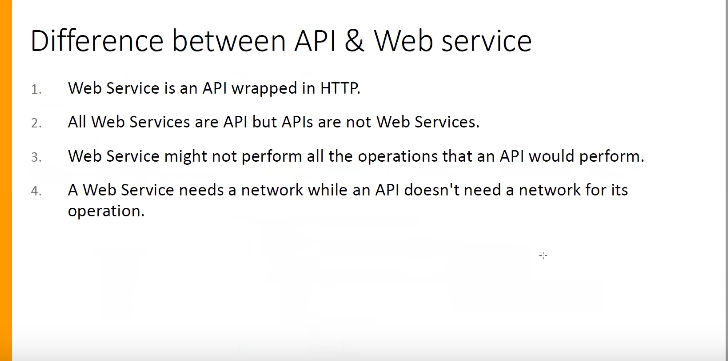 Difference between API & Web service
1. Web Service is an API wrapped in HTTP.
2. All Web Services are API but APIs are not Web Services.
3. Web Service might not perform all the operations that an API would perform.
4. A Web Service needs a network while an API doesn't need a network for its
operation.